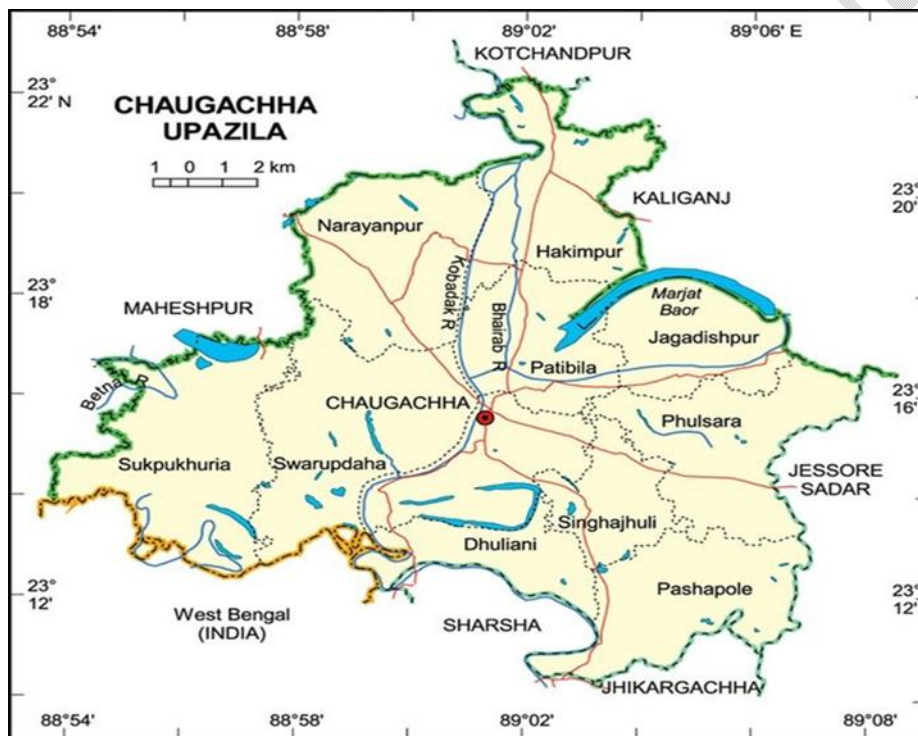 88°54'
88°58'
89°02'
89°06' E
KOTCHANDPUR
23°
22' N
CHAUGACHHA
UPAZILA
1 0 1 2 km
KALIGANJ
23°
20'
Narayanpur
Hakimpur
Kobadak R
23°
18'
Marjat
Baor
MAHESHPUR
Bhairab R
Jagadishpur
Patibila
Betna R
23°
16'
CHAUGACHHA
Phulsara
Sukpukhuria
Swarupdaha
JESSORE
SADAR
Singhajhuli
Dhuliani
23°
12'
Pashapole
23°
12'
West Bengal
(INDIA)
SHARSHA
JHIKARGACHHA
88°54'
88°58'
89°02'
89°08'